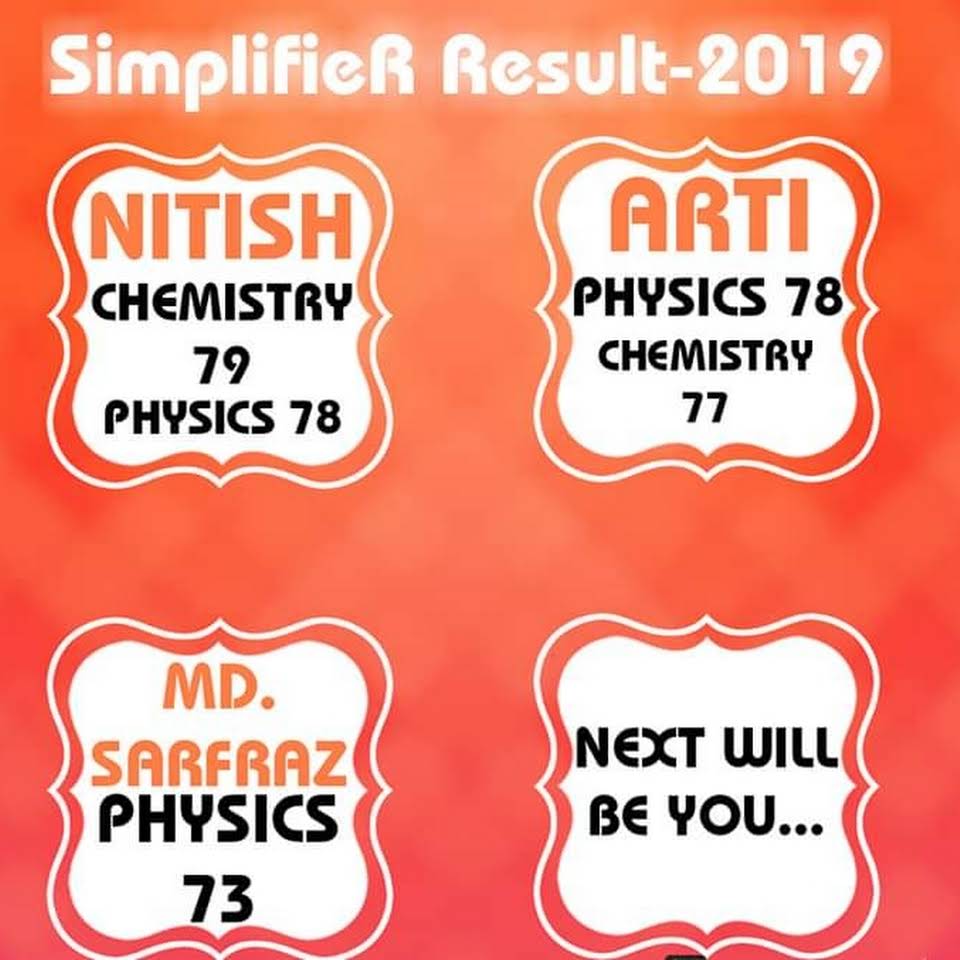 SimplifieR Result-2019
NITISH
CHEMISTRY
79
PHYSICS 78
ARTI
PHYSICS 78
CHEMISTRY
77
MD.
SARFRAZ
PHYSICS
73
NEXT WILL
BE YOU...